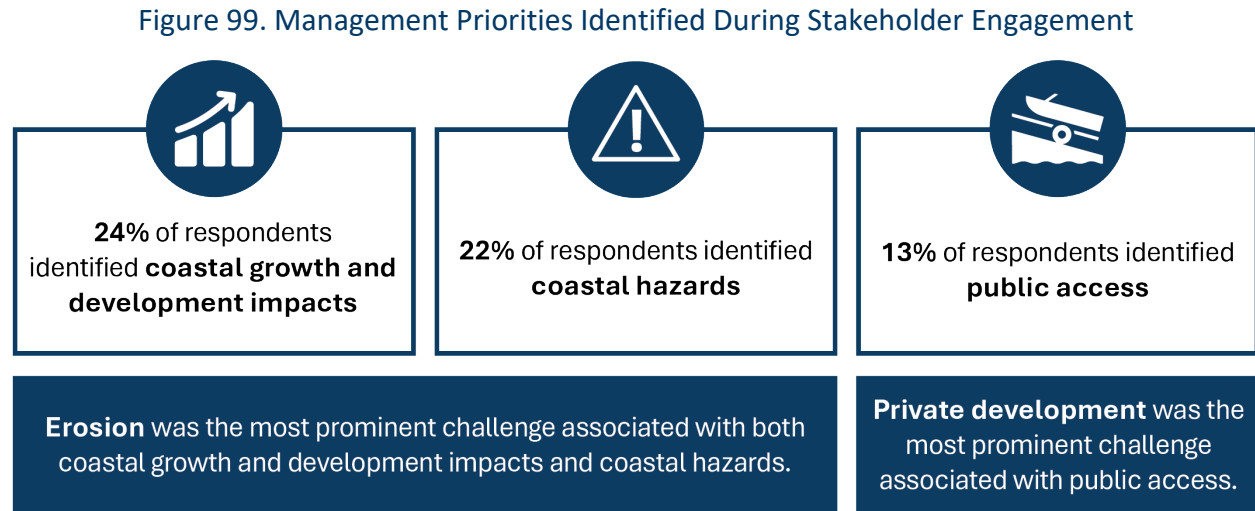 Figure 99. Management Priorities Identified During Stakeholder Engagement
24% of respondents
identified coastal growth and
development impacts
22% of respondents identified
coastal hazards
13% of respondents identified
public access
Erosion was the most prominent challenge associated with both
coastal growth and development impacts and coastal hazards.
Private development was the
most prominent challenge
associated with public access.